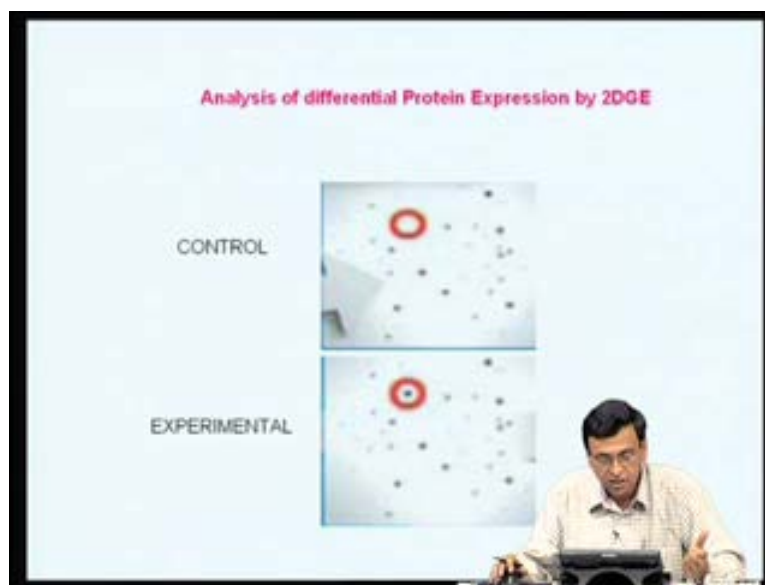 Analysis of differential Protein Expression by 2DGE
CONTROL
EXPERIMENTAL